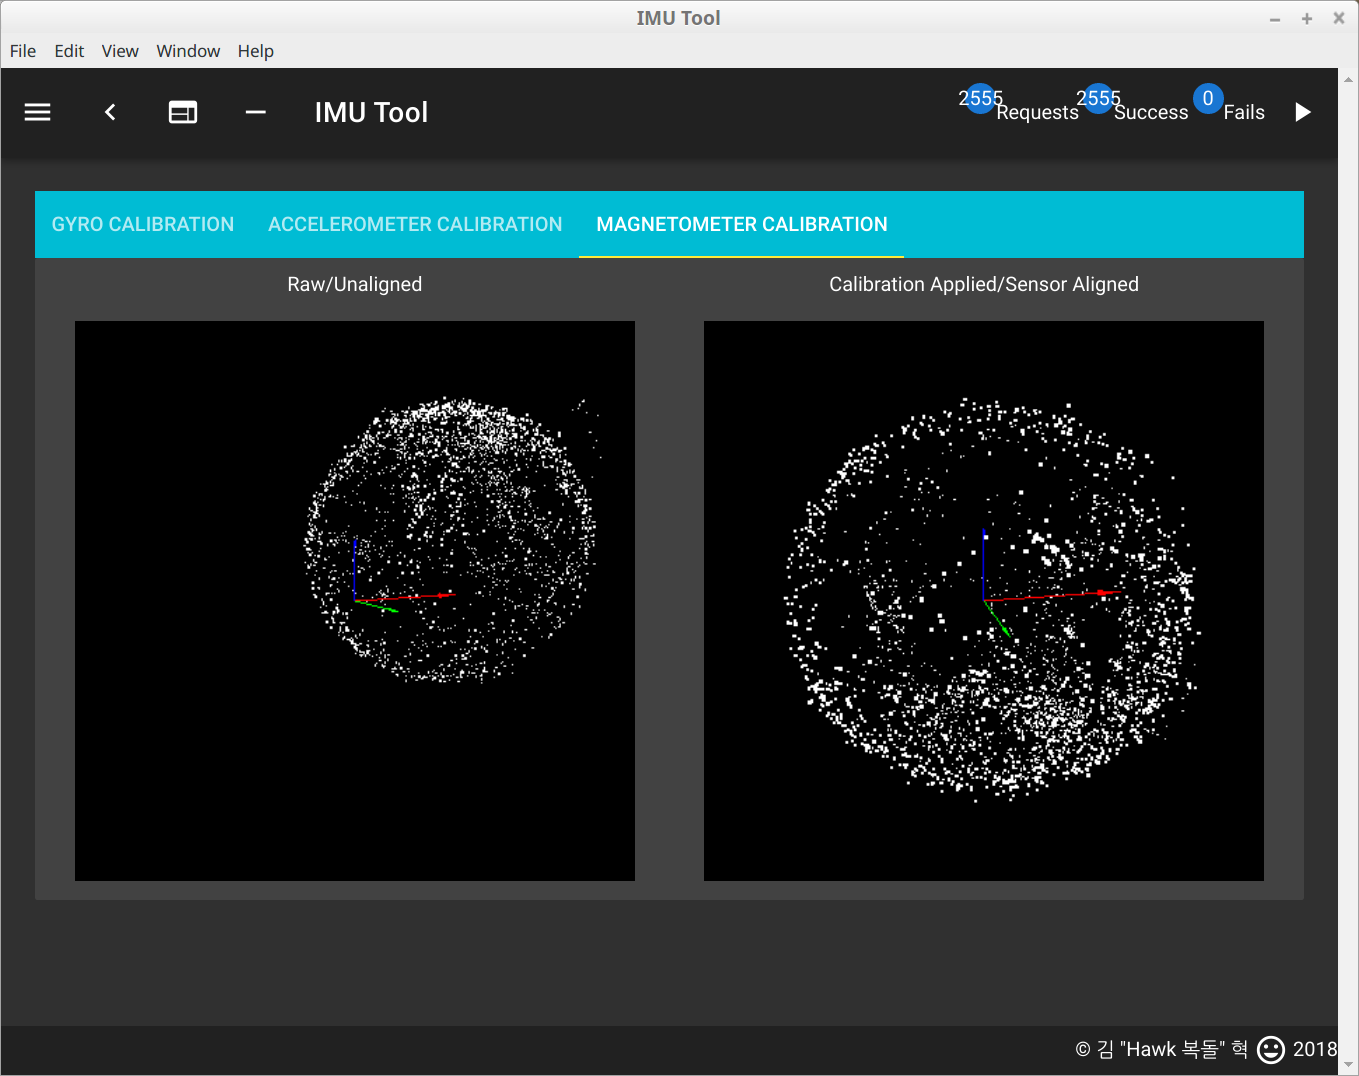 IMU Tool
File Edit View Window Help
IMU Tool 2555 Requests 2555 Success 0 Fails
GYRO CALIBRATION ACCELEROMETER CALIBRATION MAGNETOMETER CALIBRATION
Raw/Unaligned Calibration Applied/Sensor Aligned
© 김 "Hawk 복돌" 혁 2018